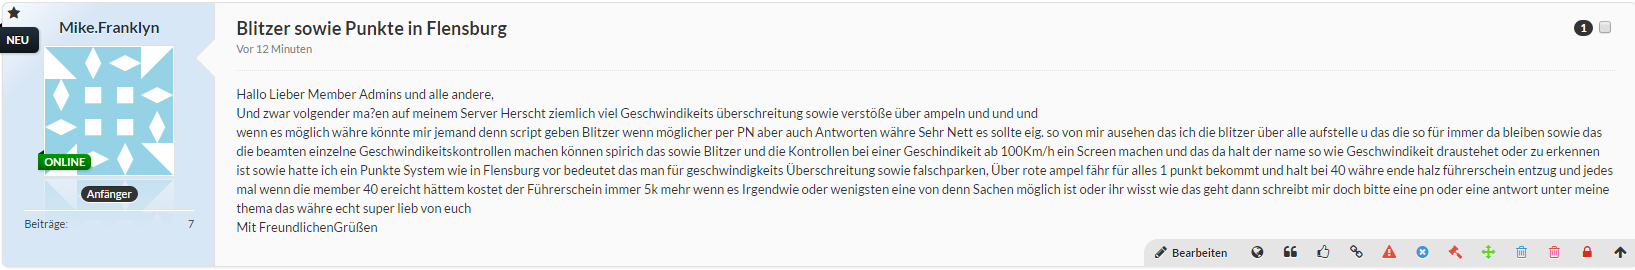 Mike.Franklyn
NEU
ONLINE
Anfänger
Beiträge: 7
Blitzer sowie Punkte in Flensburg
Vor 12 Minuten
1
Hallo Lieber Member Admins und alle andere,
Und zwar volgender ma?en auf meinem Server Herscht ziemlich viel Geschwindikeits überschreitung sowie verstöße über ampeln und und und
wenn es möglich währe könnte mir jemand denn script geben Blitzer wenn möglicher per PN aber auch Antworten währe Sehr Nett es sollte eig. so von mir ausehen das ich die blitzer über alle aufstelle u das die so für immer da bleiben sowie das
die beamten einzelne Geschwindikeitskontrollen machen können spirich das sowie Blitzer und die Kontrollen bei einer Geschindikeit ab 100Km/h ein Screen machen und das da halt der name so wie Geschwindikeit draustehet oder zu erkennen
ist sowie hatte ich ein Punkte System wie in Flensburg vor bedeutet das man für geschwindigkeits Überschreitung sowie falschparken, Über rote ampel fähr für alles 1 punkt bekommt und halt bei 40 währe ende halz führerschein entzug und jedes
mal wenn die member 40 ereicht hättem kostet der Führerschein immer 5k mehr wenn es Irgendwie oder wenigsten eine von denn Sachen möglich ist oder ihr wisst wie das geht dann schreibt mir doch bitte eine pn oder eine antwort unter meine
thema das währe echt super lieb von euch
Mit FreundlichenGrüßen
Bearbeiten